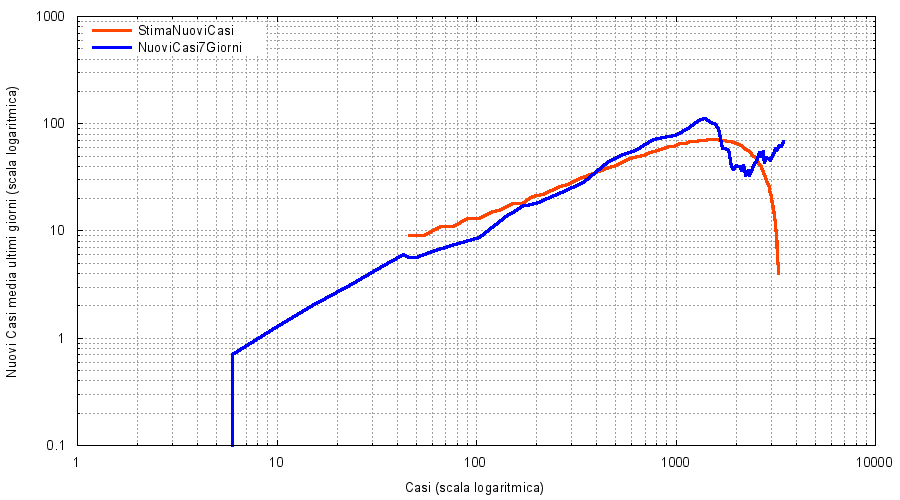 1000
100
10
1
0.1
StimaNuoviCasi
NuoviCasi7Giorni
Nuovi Casi media ultimi giorni (scala logaritmica)
1 10 100 1000 10000
Casi (scala logaritmica)